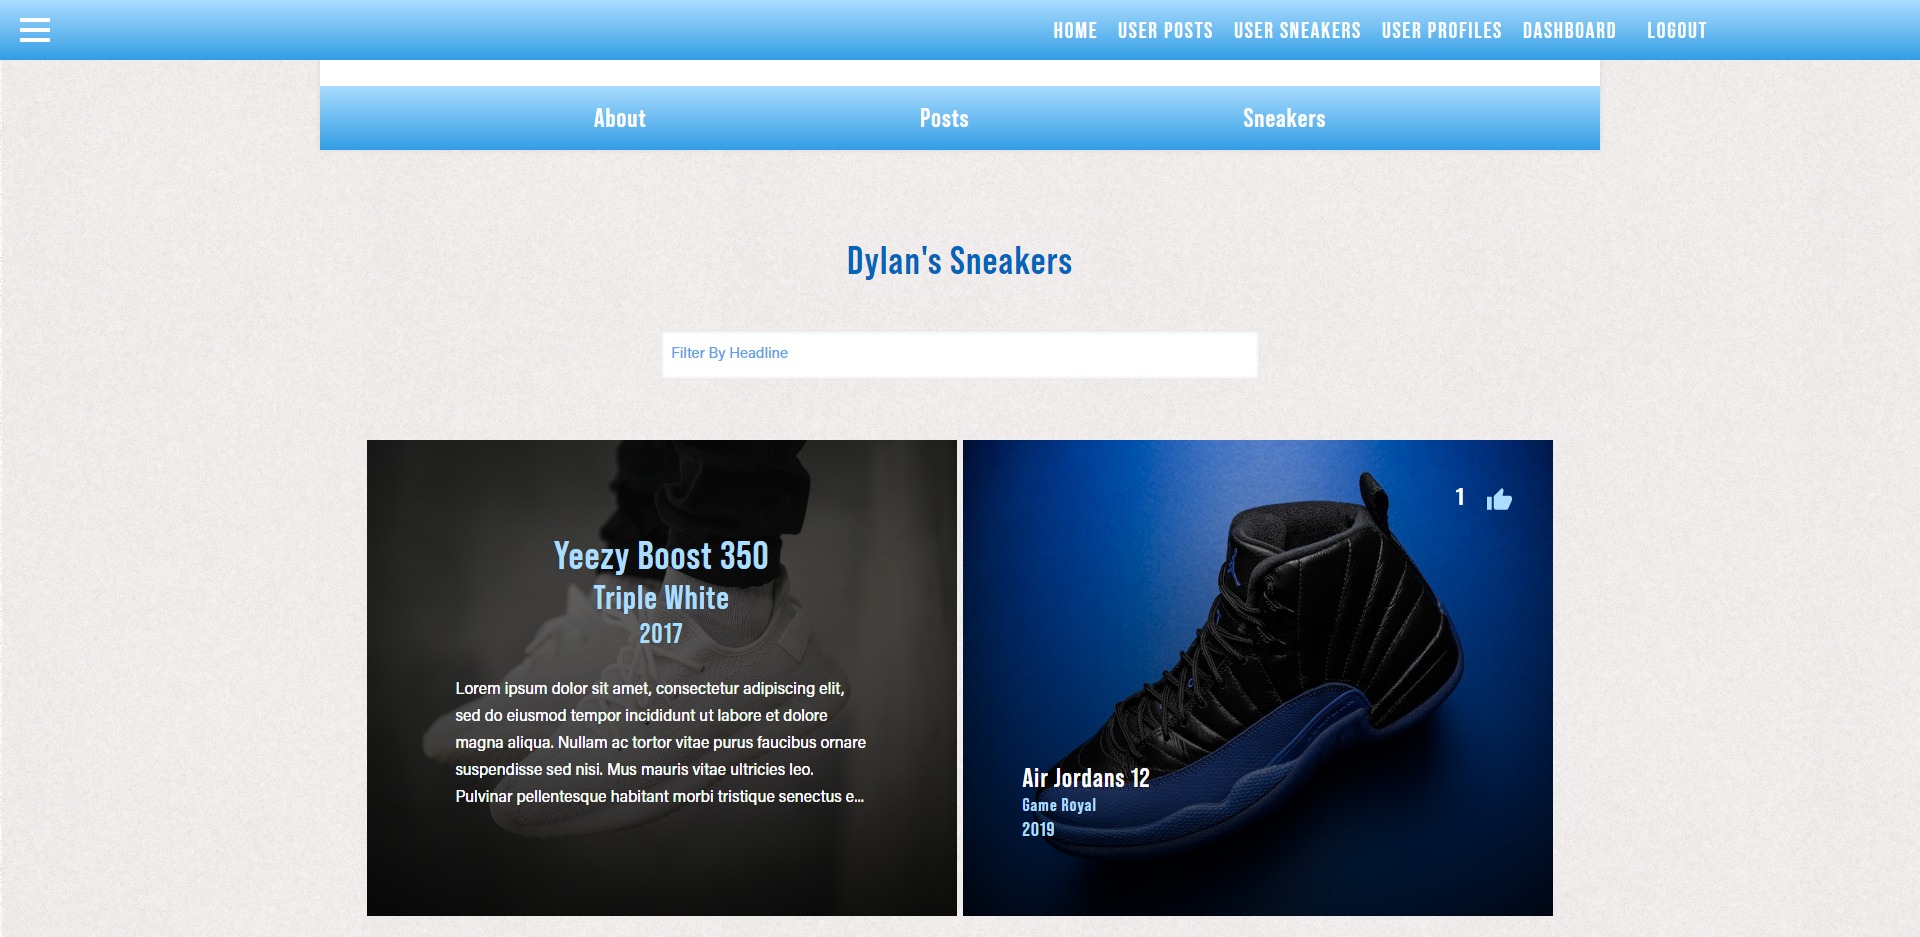 HOME USER POSTS USER SNEAKERS USER PROFILES DASHBOARD LOGOUT
About Posts Sneakers
Dylan's Sneakers
Filter By Headline
Yeezy Boost 350
Triple White
2017
Lorem ipsum dolor sit amet, consectetur adipiscing elit,
sed do eiusmod tempor incididunt ut labore et dolore
magna aliqua. Nullam ac tortor vitae purus faucibus ornare
suspendisse sed nisi. Mus mauris vitae ultricies leo.
Pulvinar pellentesque habitant morbi tristique senectus e...
1
Air Jordans 12
Game Royal
2019